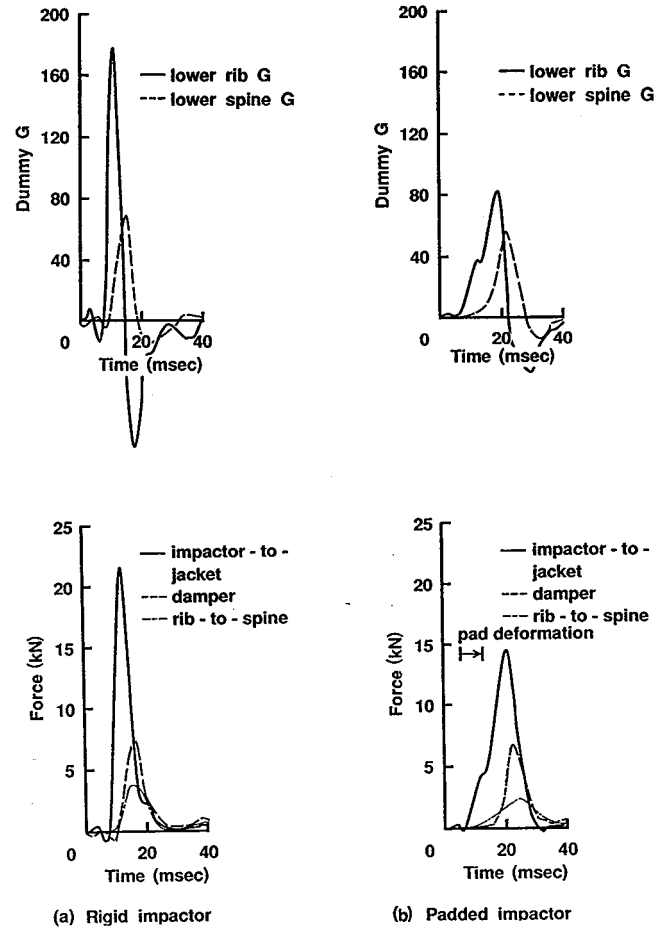 200
160
120
80
40
0
Dummy G
lower rib G
lower spine G
20
40
Time (msec)
200
160
120
80
40
0
Dummy G
lower rib G
lower spine G
20
40
Time (msec)
25
20
15
10
5
0
Force (kN)
impactor - to -
jacket
damper
rib - to - spine
20
40
Time (msec)
(a) Rigid impactor
25
20
15
10
5
0
Force (kN)
impactor - to -
jacket
damper
rib - to - spine
pad deformation
20
40
Time (msec)
(b) Padded impactor